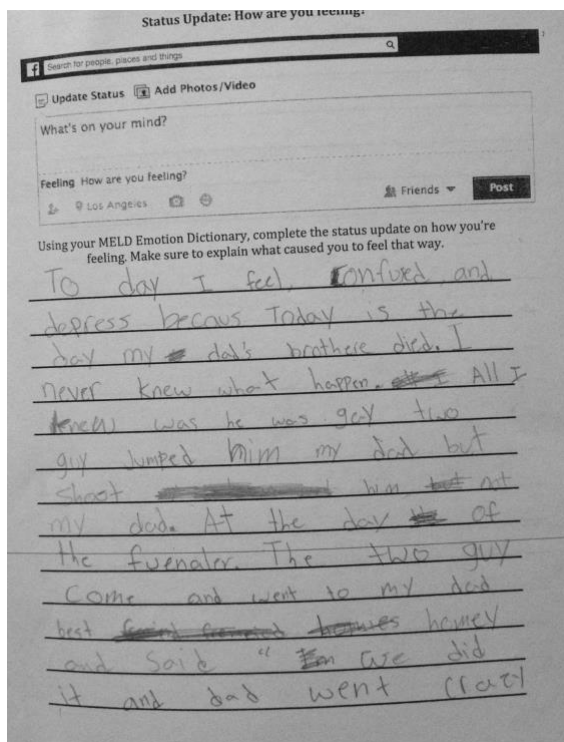 Status Update: How are you feeling?
f Search for people, places and things
Update Status Add Photos/Video
What's on your mind?
Feeling How are you feeling?
Los Angeles Friends Post
Using your MELD Emotion Dictionary, complete the status update on how you're
feeling. Make sure to explain what caused you to feel that way.
To day I feel, confused and
depress becaus Today is the
day my dad's brothere died. I
never knew what happen. All I
knew was he was gay two
guy Jumped him my dad but
shoot him not
my dad. At the day of
the fuenaler. The two guy
Come and went to my dad
best homey
and said " we did
it and dad went crazy